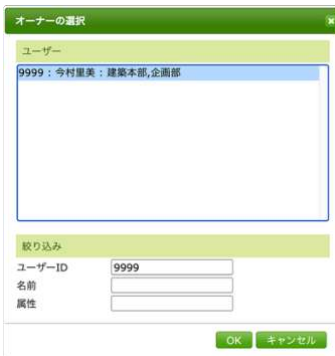 オーナーの選択
ユーザー
9999 : 今村里美 : 建築本部,企画部
絞り込み
ユーザーID 9999
名前
属性
OK キャンセル